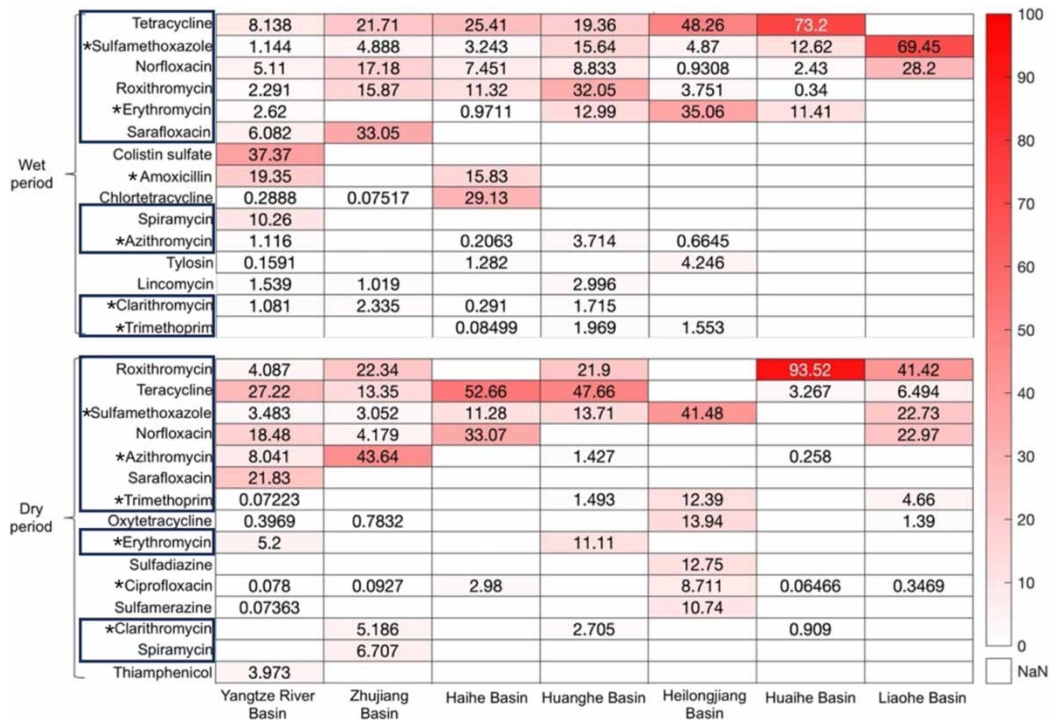 Tetracycline 8.138 21.71 25.41 19.36 48.26 73.2
*Sulfamethoxazole 1.144 4.888 3.243 15.64 4.87 12.62 69.45
Norfloxacin 5.11 17.18 7.451 8.833 0.9308 2.43 28.2
Roxithromycin 2.291 15.87 11.32 32.05 3.751 0.34
*Erythromycin 2.62 0.9711 12.99 35.06 11.41
Sarafloxacin 6.082 33.05
Colistin sulfate 37.37
Wet period
*Amoxicillin 19.35 15.83
Chlortetracycline 0.2888 0.07517 29.13
Spiramycin 10.26
*Azithromycin 1.116 0.2063 3.714 0.6645
Tylosin 0.1591 1.282 4.246
Lincomycin 1.539 1.019 2.996
*Clarithromycin 1.081 2.335 0.291 1.715
*Trimethoprim 0.08499 1.969 1.553
Roxithromycin 4.087 22.34 21.9 93.52 41.42
Teracycline 27.22 13.35 52.66 47.66 3.267 6.494
*Sulfamethoxazole 3.483 3.052 11.28 13.71 41.48 22.73
Norfloxacin 18.48 4.179 33.07 22.97
*Azithromycin 8.041 43.64 1.427 0.258
Sarafloxacin 21.83
*Trimethoprim 0.07223 1.493 12.39 4.66
Dry period
Oxytetracycline 0.3969 0.7832 13.94 1.39
*Erythromycin 5.2 11.11
Sulfadiazine 12.75
*Ciprofloxacin 0.078 0.0927 2.98 8.711 0.06466 0.3469
Sulfamerazine 0.07363 10.74
*Clarithromycin 5.186 2.705 0.909
Spiramycin 6.707
Thiamphenicol 3.973
Yangtze River Basin
Zhujiang Basin
Haihe Basin
Huanghe Basin
Heilongjiang Basin
Huaihe Basin
Liaohe Basin
100
90
80
70
60
50
40
30
20
10
0
NaN